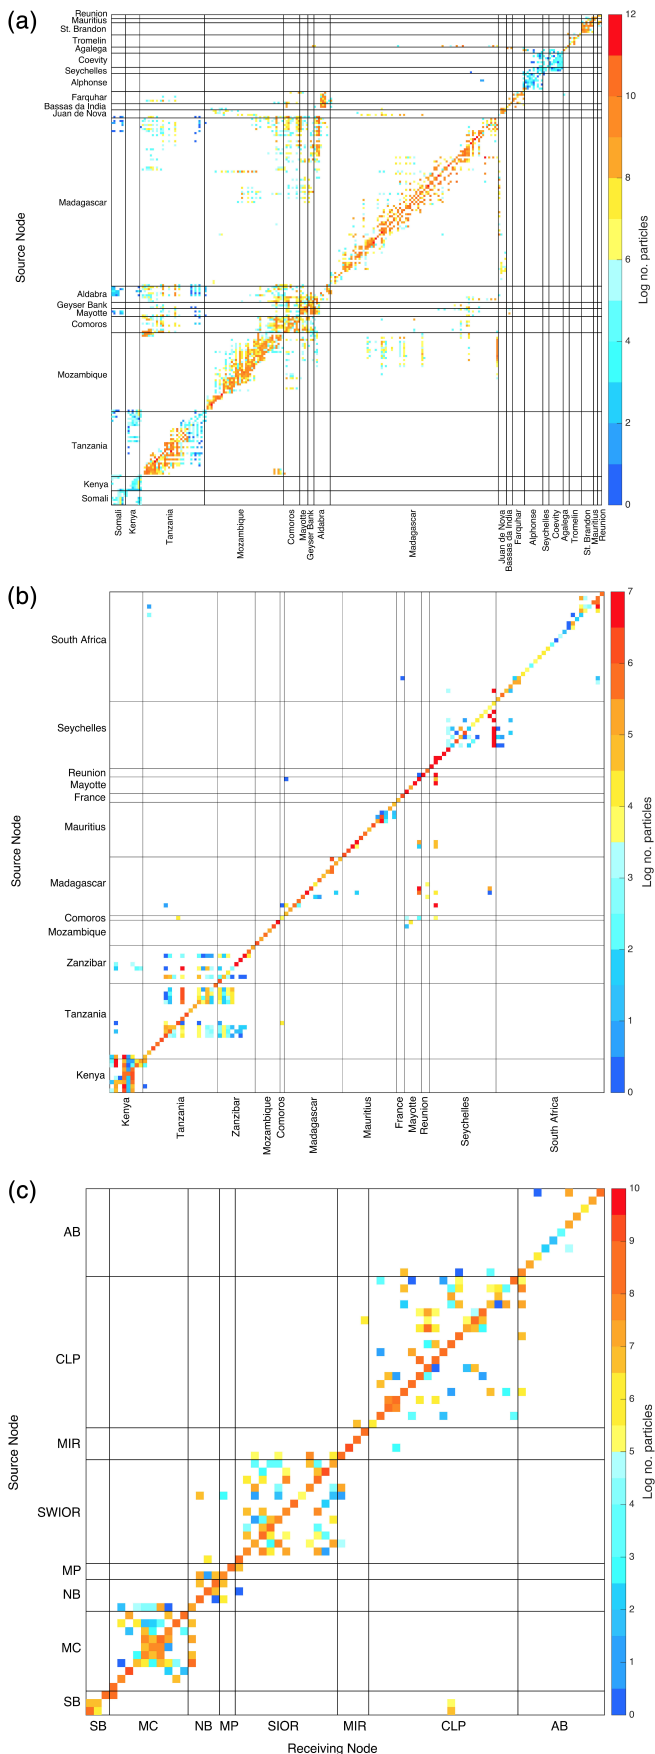 (a)
Reunion
Mauritius
St. Brandon
Tromelin
Agalega
Coevity
Seychelles
Alphonse
Farquhar
Bassas da India
Juan de Nova
Madagascar
Aldabra
Geyser Bank
Mayotte
Comoros
Mozambique
Tanzania
Kenya
Somali
Source Node
Somali
Kenya
Tanzania
Mozambique
Comoros
Mayotte
Geyser Bank
Aldabra
Madagascar
Juan de Nova
Bassas da India
Farquhar
Alphonse
Seychelles
Coevity
Agalega
Tromelin
St. Brandon
Mauritius
Reunion
12
10
8
6
4
2
0
Log no. particles
(b)
South Africa
Seychelles
Reunion
Mayotte
France
Mauritius
Madagascar
Comoros
Mozambique
Zanzibar
Tanzania
Kenya
Source Node
Kenya
Tanzania
Zanzibar
Mozambique
Comoros
Madagascar
Mauritius
France
Mayotte
Reunion
Seychelles
South Africa
7
6
5
4
3
2
1
0
Log no. particles
(c)
AB
CLP
MIR
SWIOR
MP
NB
MC
SB
Source Node
SB MC NB MP SIOR MIR CLP AB
Receiving Node
10
9
8
7
6
5
4
3
2
1
0
Log no. particles